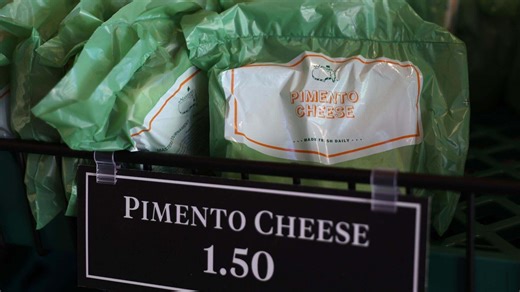 PIMENTO
CHEESE
MADE FRESH DAILY
PIMENTO CHEESE
1.50